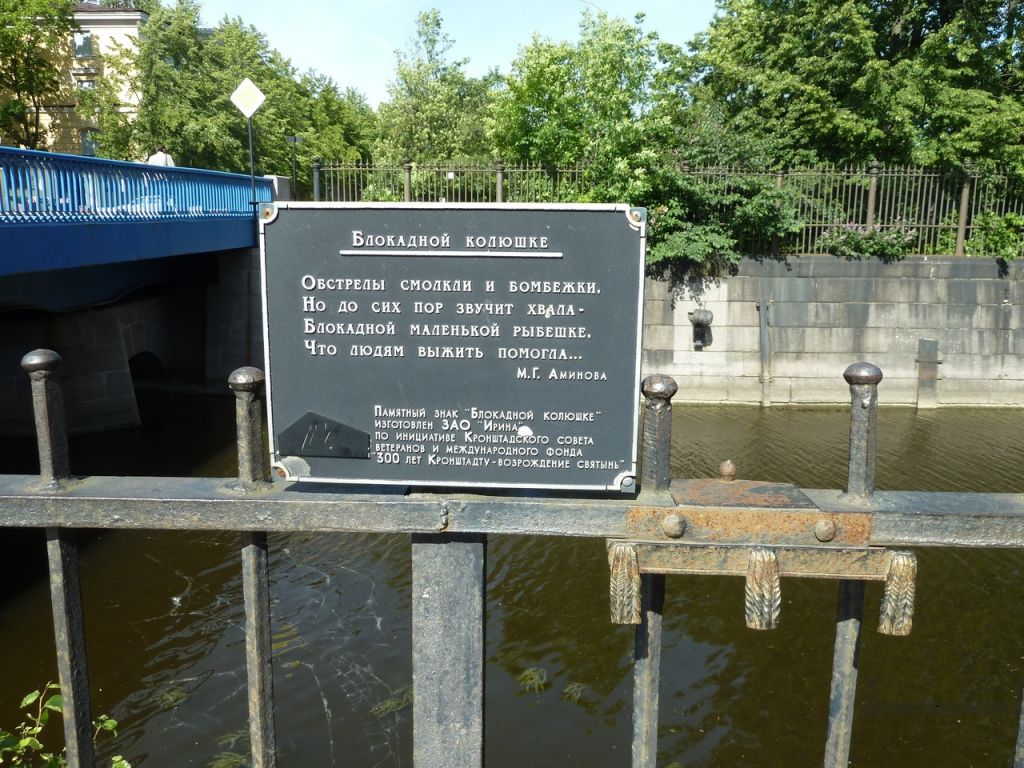 Блокадной колюшке
Обстрелы смолкли и бомбежки,
Но до сих пор звучит хвала-
Блокадной маленькой рыбешке,
Что людям выжить помогла...
М.Г. Аминова
Памятный знак "Блокадной колюшке"
изготовлен ЗАО "Ирина"
по инициативе Кронштадского совета
ветеранов и международного фонда
"300 лет Кронштадту-возрождение святынь"